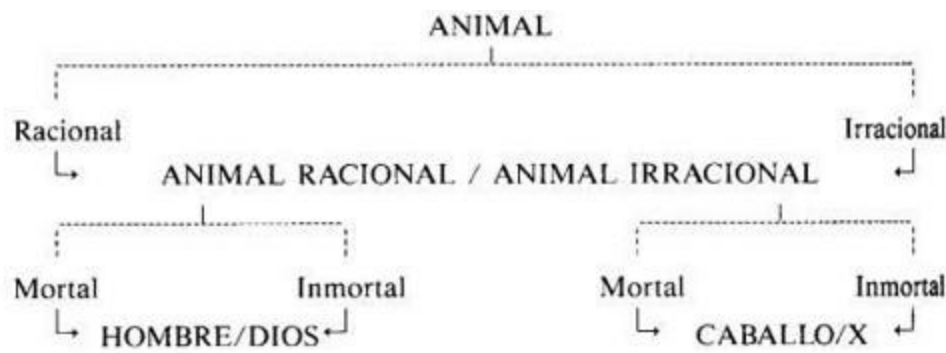 ANIMAL
Racional Irracional
ANIMAL RACIONAL / ANIMAL IRRACIONAL
Mortal Inmortal Mortal Inmortal
HOMBRE/DIOS CABALLO/X